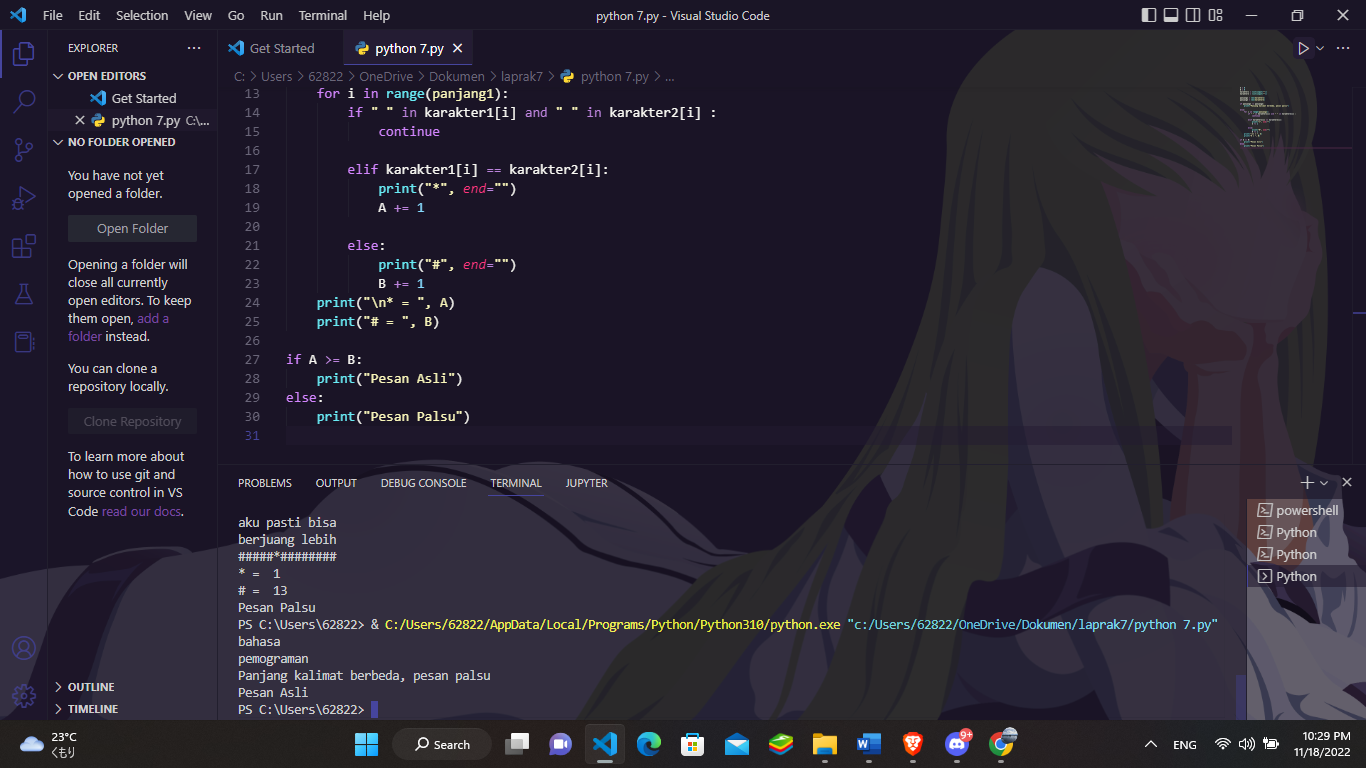 File Edit Selection View Go Run Terminal Help
python 7.py - Visual Studio Code
EXPLORER
OPEN EDITORS
Get Started
python 7.py C:\...
NO FOLDER OPENED
You have not yet
opened a folder.
Open Folder
Opening a folder will
close all currently
open editors. To keep
them open, add a
folder instead.
You can clone a
repository locally.
Clone Repository
To learn more about
how to use git and
source control in VS
Code read our docs.
OUTLINE
TIMELINE
Get Started
python 7.py
C: > Users > 62822 > OneDrive > Dokumen > laprak7 > python 7.py > ...
13 for i in range(panjang1):
14 if " " in karakter1[i] and " " in karakter2[i] :
15 continue
16
17 elif karakter1[i] == karakter2[i]:
18 print("*", end="")
19 A += 1
20
21 else:
22 print("#", end="")
23 B += 1
24 print("\n* = ", A)
25 print("# = ", B)
26
27 if A >= B:
28 print("Pesan Asli")
29 else:
30 print("Pesan Palsu")
31
PROBLEMS OUTPUT DEBUG CONSOLE TERMINAL JUPYTER
aku pasti bisa
berjuang lebih
#####*########
* = 1
# = 13
Pesan Palsu
PS C:\Users\62822> & C:/Users/62822/AppData/Local/Programs/Python/Python310/python.exe "c:/Users/62822/OneDrive/Dokumen/laprak7/python 7.py"
bahasa
pemograman
Panjang kalimat berbeda, pesan palsu
Pesan Asli
PS C:\Users\62822>
powershell
Python
Python
Python
23°C
くもり
Search
9+
ENG
10:29 PM
11/18/2022